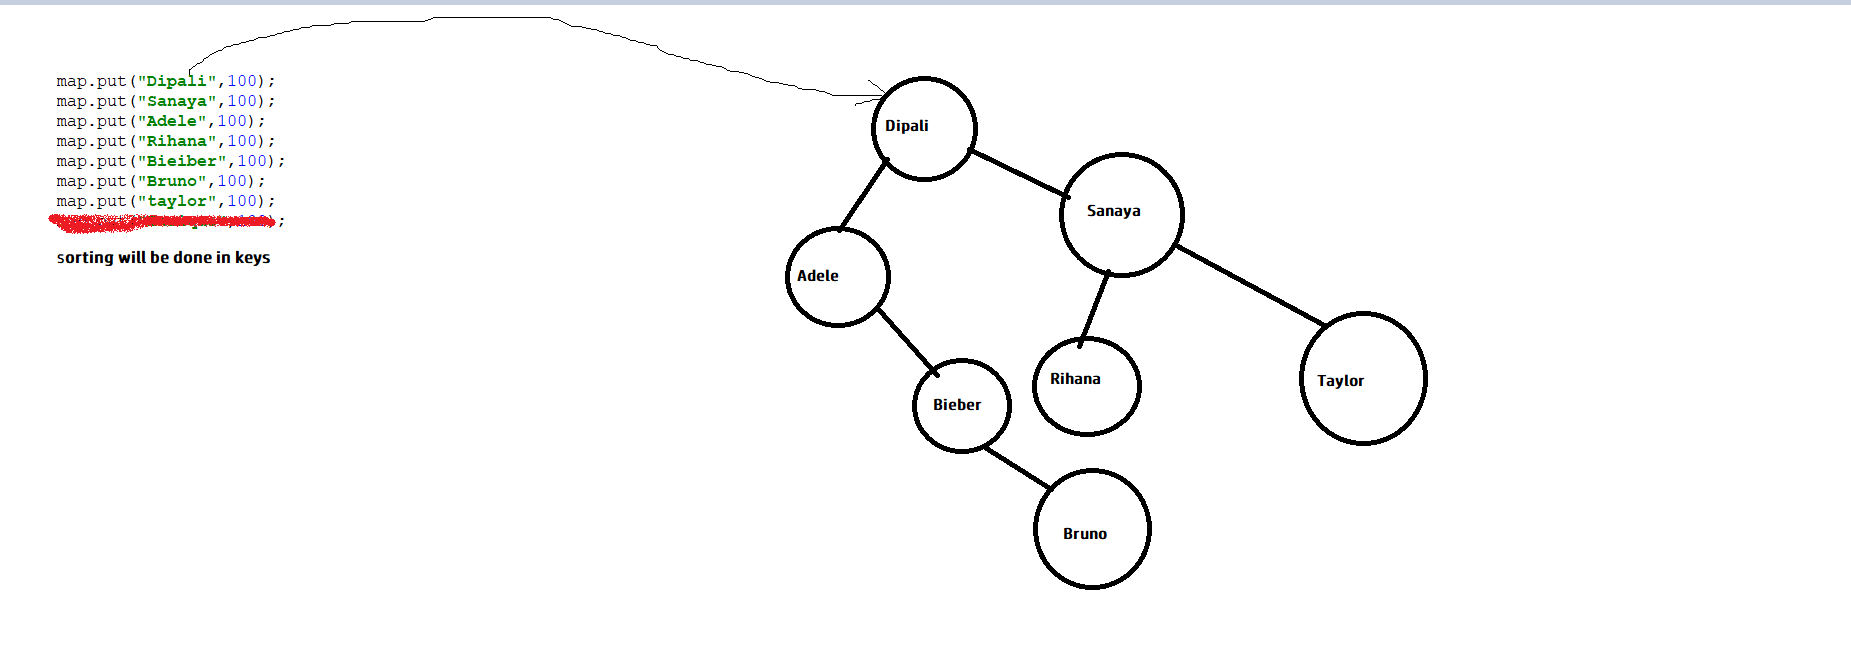 map.put("Dipali",100);
map.put("Sanaya",100);
map.put("Adele",100);
map.put("Rihana",100);
map.put("Bieiber",100);
map.put("Bruno",100);
map.put("taylor",100);
sorting will be done in keys
Dipali
Sanaya
Adele
Rihana
Taylor
Bieber
Bruno